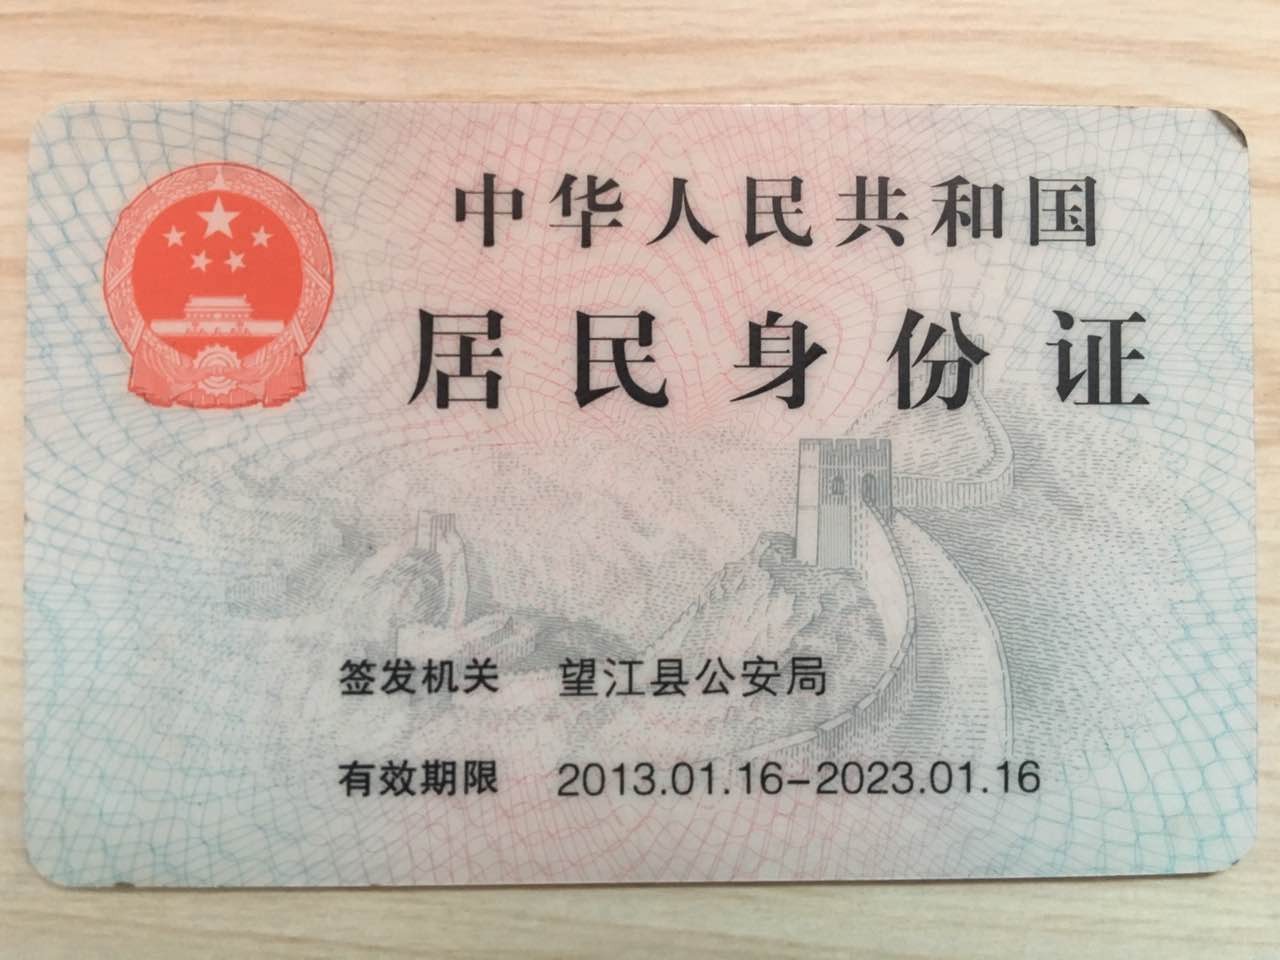 中华人民共和国
居民身份证
签发机关 望江县公安局
有效期限 2013.01.16-2023.01.16